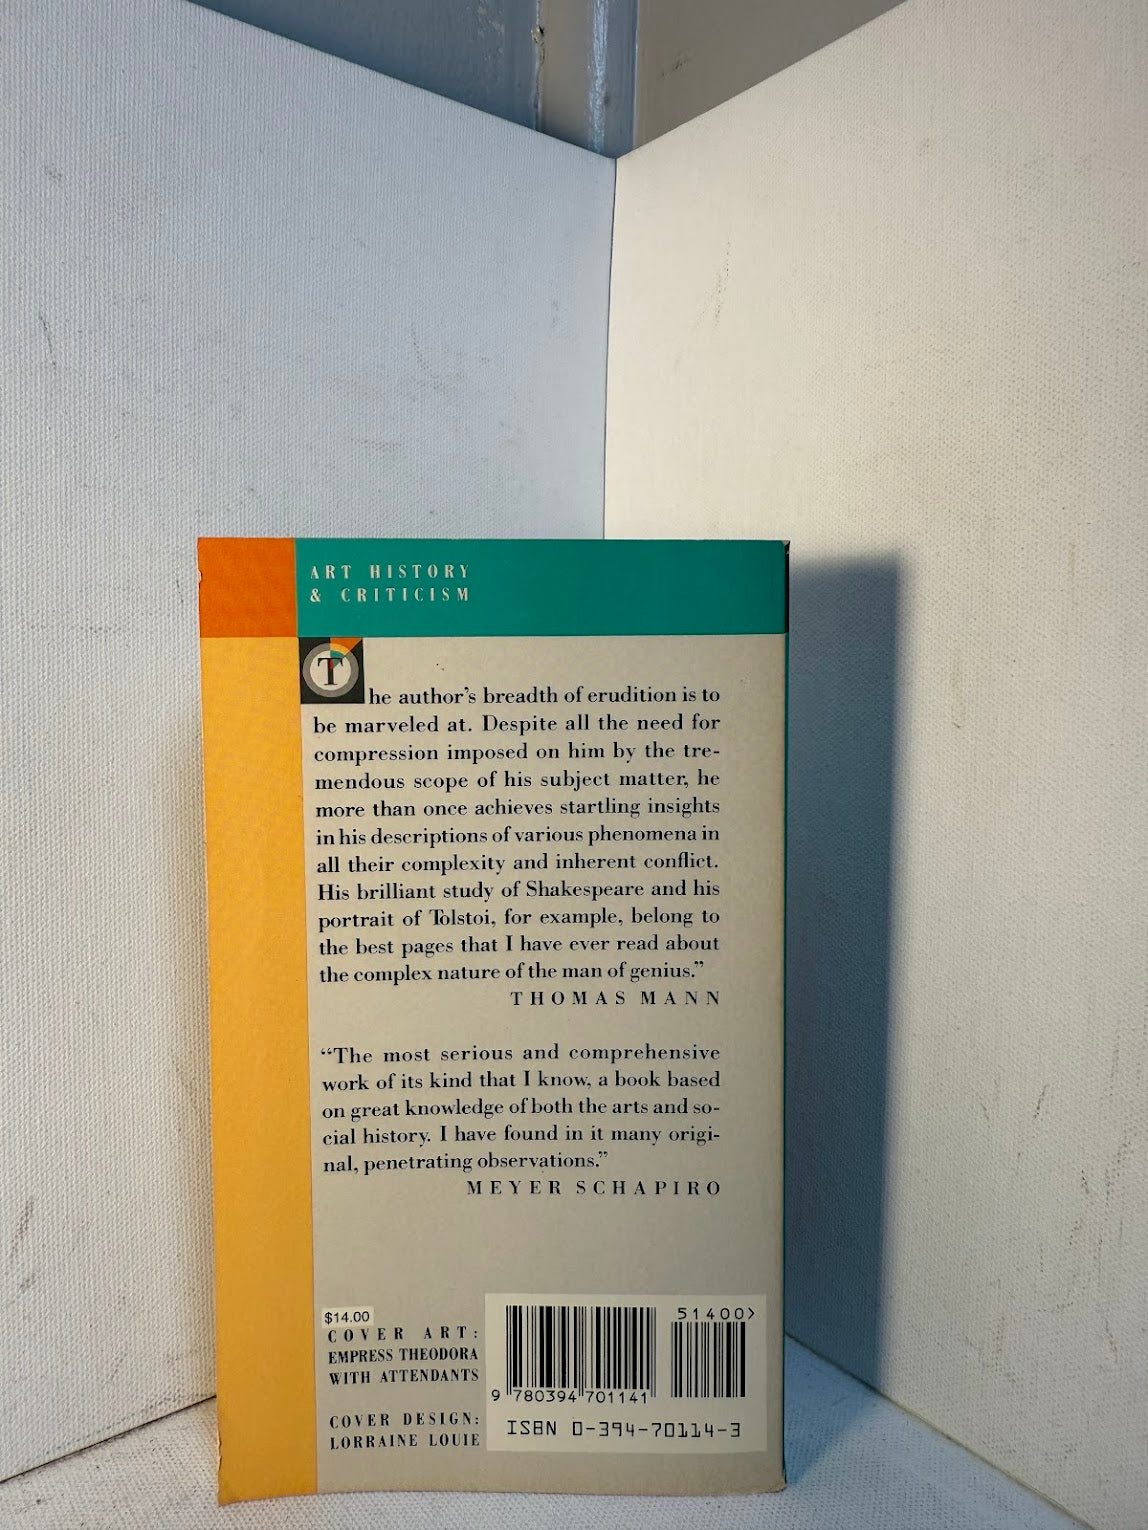 ART HISTORY
& CRITICISM
The author's breadth of erudition is to
be marveled at. Despite all the need for
compression imposed on him by the tre-
mendous scope of his subject matter, he
more than once achieves startling insights
in his descriptions of various phenomena in
all their complexity and inherent conflict.
His brilliant study of Shakespeare and his
portrait of Tolstoi, for example, belong to
the best pages that I have ever read about
the complex nature of the man of genius.”
THOMAS MANN
“The most serious and comprehensive
work of its kind that I know, a book based
on great knowledge of both the arts and so-
cial history. I have found in it many origi-
nal, penetrating observations.”
MEYER SCHAPIRO
$14.00
COVER ART:
EMPRESS THEODORA
WITH ATTENDANTS
COVER DESIGN:
LORRAINE LOUIE
51400>
9 780394 701141
ISBN 0-394-70114-3